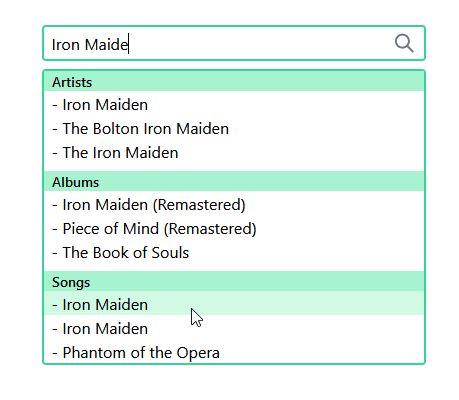 Iron Maide
Artists
- Iron Maiden
- The Bolton Iron Maiden
- The Iron Maiden
Albums
- Iron Maiden (Remastered)
- Piece of Mind (Remastered)
- The Book of Souls
Songs
- Iron Maiden
- Iron Maiden
- Phantom of the Opera